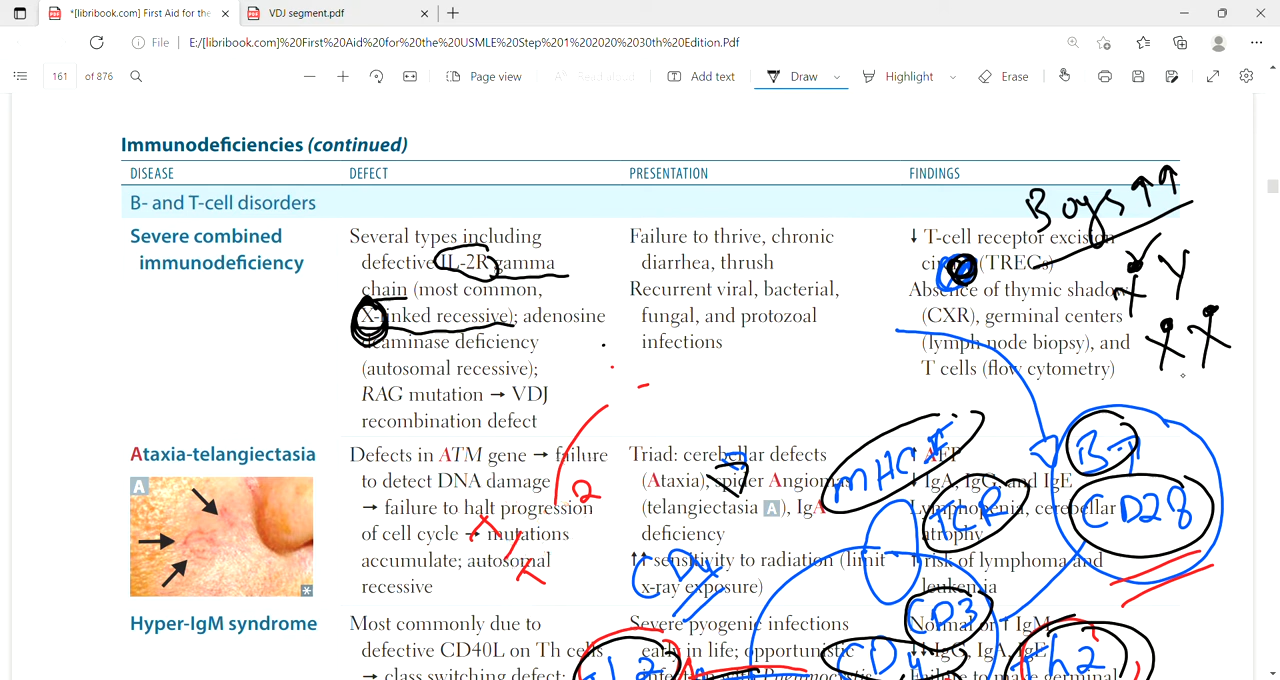 *[libribook.com] First Aid for the
VDJ segment.pdf
File
E:/[libribook.com]%20First%20Aid%20for%20the%20USMLE%20Step%201%202020%2030th%20Edition.Pdf
161 of 876
Page view
Read aloud
Add text
Draw
Highlight
Erase
Immunodeficiencies (continued)
DISEASE DEFECT PRESENTATION FINDINGS
B- and T-cell disorders
Boys ↑↑
Severe combined
immunodeficiency
Several types including
defective IL-2R gamma
chain (most common,
X-linked recessive); adenosine
deaminase deficiency
(autosomal recessive);
RAG mutation → VDJ
recombination defect
Failure to thrive, chronic
diarrhea, thrush
Recurrent viral, bacterial,
fungal, and protozoal
infections
↓ T-cell receptor excision
(TRECs)
Absence of thymic shadow
(CXR), germinal centers
(lymph node biopsy), and
T cells (flow cytometry)
X Y
X X
Ataxia-telangiectasia
A
Defects in ATM gene → failure
to detect DNA damage
→ failure to halt progression
of cell cycle → mutations
accumulate; autosomal
recessive
Triad: cerebellar defects
(Ataxia), spider Angiomas
(telangiectasia A), IgA
deficiency
↑↑ sensitivity to radiation (limit
x-ray exposure)
↑ AFP
↓ IgA, IgG, and IgE
Lymphopenia, cerebellar
atrophy
↑ risk of lymphoma and
leukemia
2
TCR
CD28
CD4
CD3
CD4
Th2
Hyper-IgM syndrome
Most commonly due to
defective CD40L on Th cells
→ class switching defect;
Severe pyogenic infections
early in life; opportunistic
Normal or ↑ IgM
↓↓ IgG, IgA, IgE